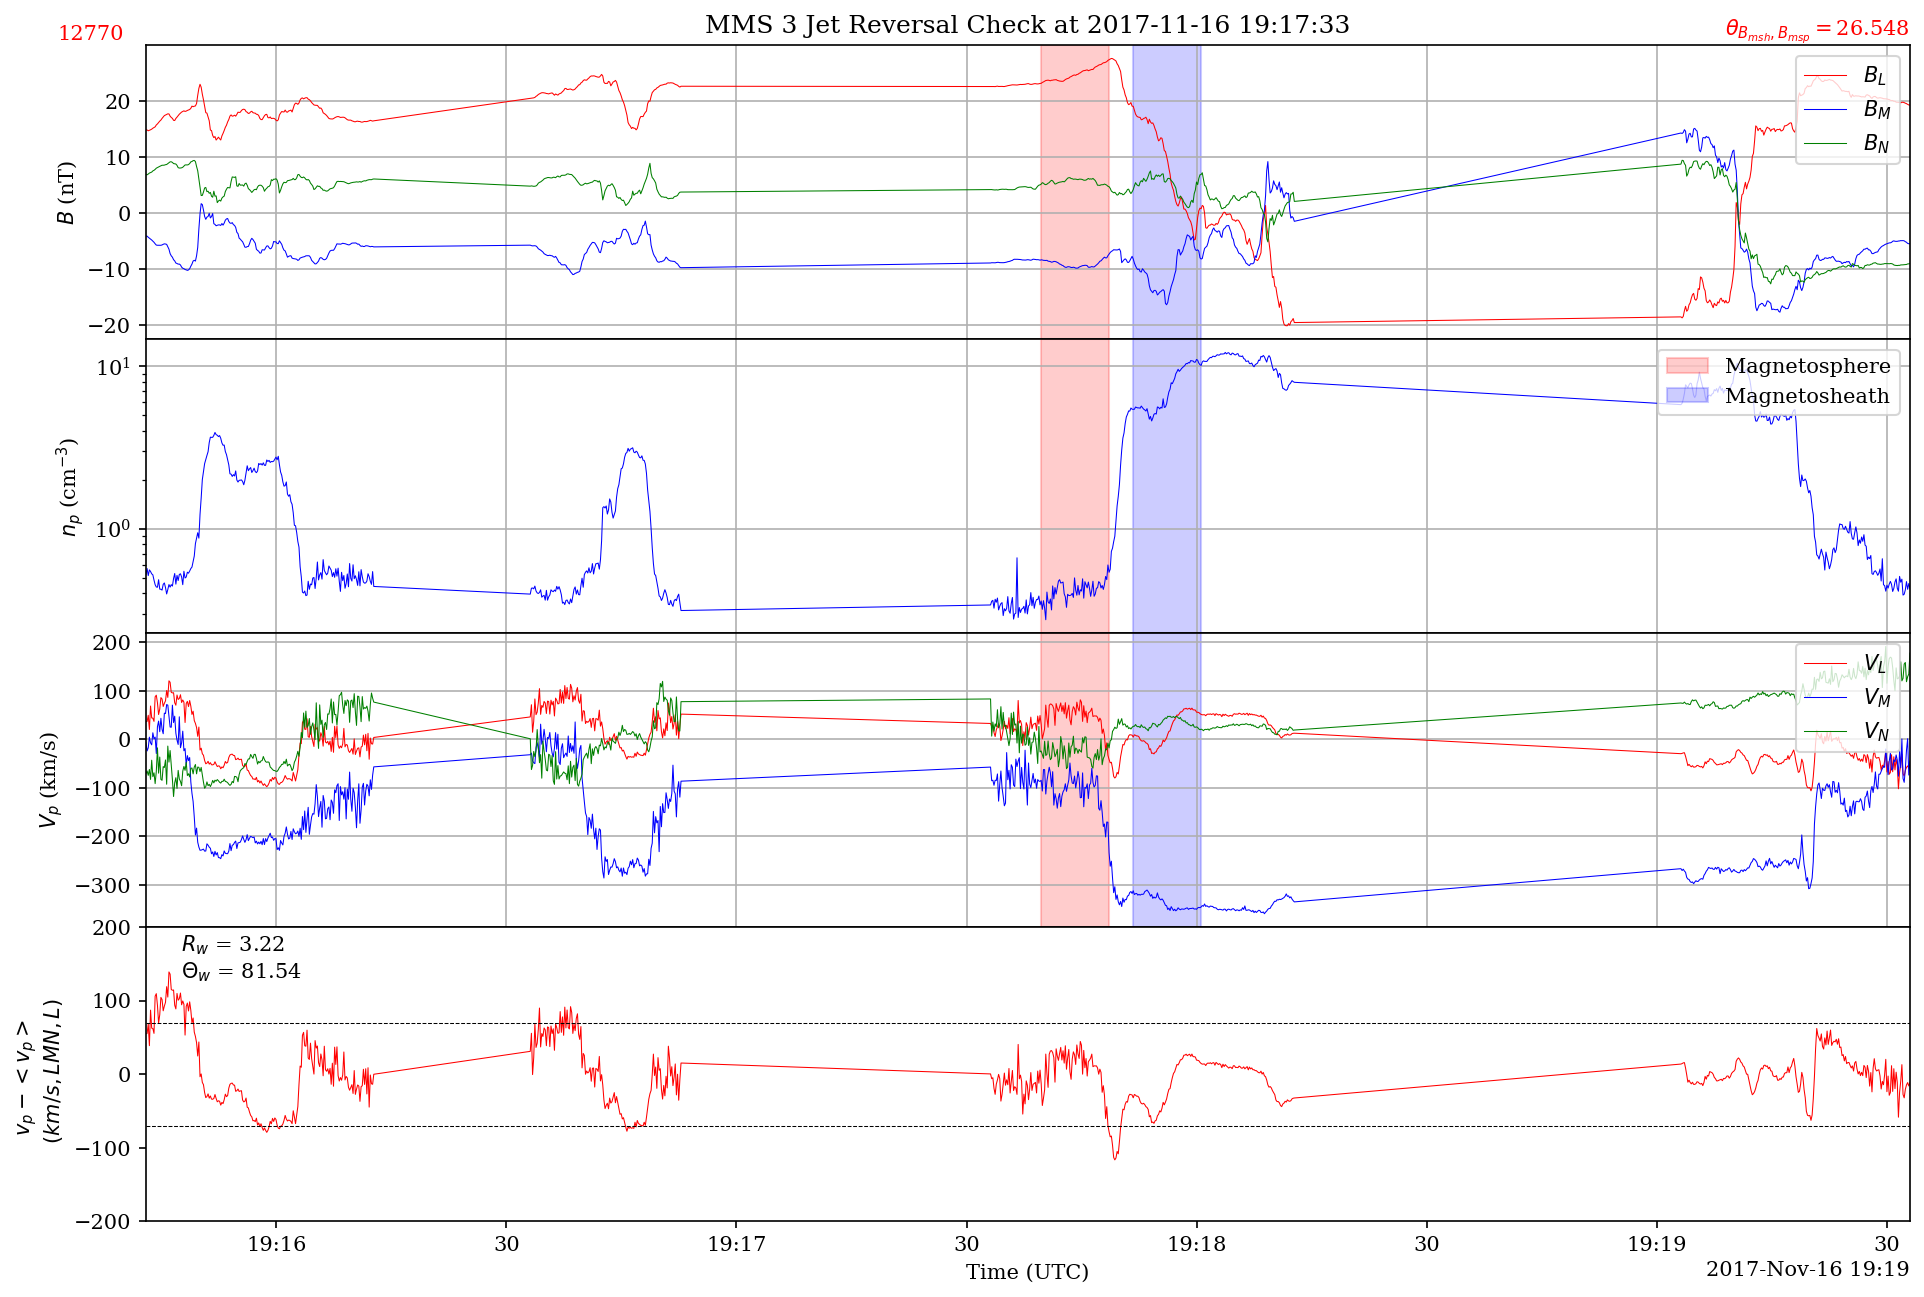 MMS 3 Jet Reversal Check at 2017-11-16 19:17:33
12770
θ_{B_{msh}, B_{msp}} = 26.548
B (nT)
20
10
0
−10
−20
B_L
B_M
B_N
n_p (cm^{−3})
10^1
10^0
Magnetosphere
Magnetosheath
V_p (km/s)
200
100
0
−100
−200
−300
V_L
V_M
V_N
v_p − < v_p >
(km/s, LMN, L)
200
100
0
−100
−200
R_w = 3.22
Θ_w = 81.54
19:16
30
19:17
30
19:18
30
19:19
30
Time (UTC)
2017-Nov-16 19:19